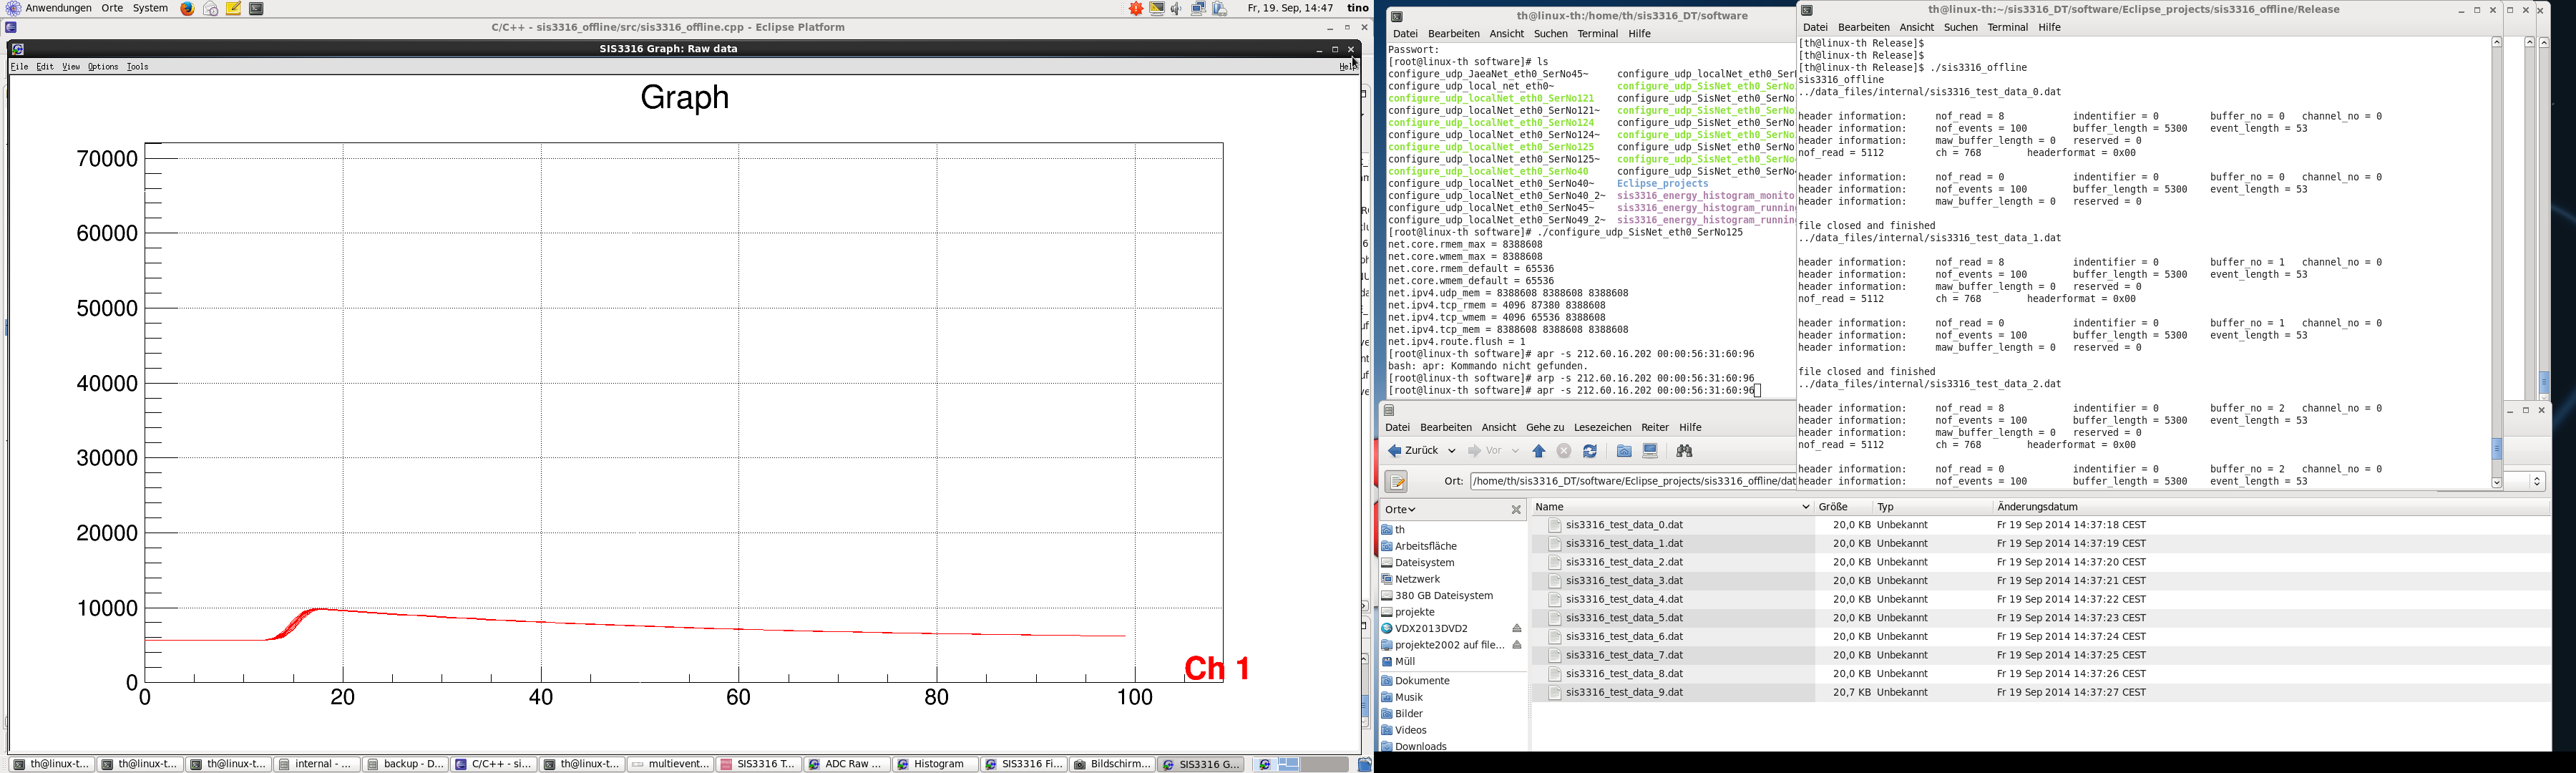 Anwendungen Orte System
Fr, 19. Sep, 14:47 tino
C/C++ - sis3316_offline/src/sis3316_offline.cpp - Eclipse Platform
SIS3316 Graph: Raw data
File Edit View Options Tools
Help
Graph
70000
60000
50000
40000
30000
20000
10000
0
0 20 40 60 80 100
Ch 1
th@linux-t... th@linux-t... th@linux-t... internal - ... backup - D... C/C++ - si... th@linux-t... multievent... SIS3316 T... ADC Raw ... Histogram SIS3316 Fi... Bildschirm... SIS3316 G...
th@linux-th:/home/th/sis3316_DT/software
Datei Bearbeiten Ansicht Suchen Terminal Hilfe
Passwort:
[root@linux-th software]# ls
configure_udp_JaeaNet_eth0_SerNo45~ configure_udp_localNet_eth0_Ser
configure_udp_local_net_eth0~ configure_udp_SisNet_eth0_SerNo
configure_udp_localNet_eth0_SerNo121 configure_udp_SisNet_eth0_SerNo
configure_udp_localNet_eth0_SerNo121~ configure_udp_SisNet_eth0_SerNo
configure_udp_localNet_eth0_SerNo124 configure_udp_SisNet_eth0_SerNo
configure_udp_localNet_eth0_SerNo124~ configure_udp_SisNet_eth0_SerNo
configure_udp_localNet_eth0_SerNo125 configure_udp_SisNet_eth0_SerNo
configure_udp_localNet_eth0_SerNo125~ configure_udp_SisNet_eth0_SerNo
configure_udp_localNet_eth0_SerNo40 configure_udp_SisNet_eth0_SerNo
configure_udp_localNet_eth0_SerNo40~ Eclipse_projects
configure_udp_localNet_eth0_SerNo40_2~ sis3316_energy_histogram_monito
configure_udp_localNet_eth0_SerNo45~ sis3316_energy_histogram_runnin
configure_udp_localNet_eth0_SerNo49_2~ sis3316_energy_histogram_runnin
[root@linux-th software]# ./configure_udp_SisNet_eth0_SerNo125
net.core.rmem_max = 8388608
net.core.wmem_max = 8388608
net.core.rmem_default = 65536
net.core.wmem_default = 65536
net.ipv4.udp_mem = 8388608 8388608 8388608
net.ipv4.tcp_rmem = 4096 87380 8388608
net.ipv4.tcp_wmem = 4096 65536 8388608
net.ipv4.tcp_mem = 8388608 8388608 8388608
net.ipv4.route.flush = 1
[root@linux-th software]# apr -s 212.60.16.202 00:00:56:31:60:96
bash: apr: Kommando nicht gefunden.
[root@linux-th software]# arp -s 212.60.16.202 00:00:56:31:60:96
[root@linux-th software]# apr -s 212.60.16.202 00:00:56:31:60:96
th@linux-th:~/sis3316_DT/software/Eclipse_projects/sis3316_offline/Release
Datei Bearbeiten Ansicht Suchen Terminal Hilfe
[th@linux-th Release]$
[th@linux-th Release]$
[th@linux-th Release]$ ./sis3316_offline
sis3316_offline
../data_files/internal/sis3316_test_data_0.dat
header information: nof_read = 8 indentifier = 0 buffer_no = 0 channel_no = 0
header information: nof_events = 100 buffer_length = 5300 event_length = 53
header information: maw_buffer_length = 0 reserved = 0
nof_read = 5112 ch = 768 headerformat = 0x00
header information: nof_read = 0 indentifier = 0 buffer_no = 0 channel_no = 0
header information: nof_events = 100 buffer_length = 5300 event_length = 53
header information: maw_buffer_length = 0 reserved = 0
file closed and finished
../data_files/internal/sis3316_test_data_1.dat
header information: nof_read = 8 indentifier = 0 buffer_no = 1 channel_no = 0
header information: nof_events = 100 buffer_length = 5300 event_length = 53
header information: maw_buffer_length = 0 reserved = 0
nof_read = 5112 ch = 768 headerformat = 0x00
header information: nof_read = 0 indentifier = 0 buffer_no = 1 channel_no = 0
header information: nof_events = 100 buffer_length = 5300 event_length = 53
header information: maw_buffer_length = 0 reserved = 0
file closed and finished
../data_files/internal/sis3316_test_data_2.dat
header information: nof_read = 8 indentifier = 0 buffer_no = 2 channel_no = 0
header information: nof_events = 100 buffer_length = 5300 event_length = 53
header information: maw_buffer_length = 0 reserved = 0
nof_read = 5112 ch = 768 headerformat = 0x00
header information: nof_read = 0 indentifier = 0 buffer_no = 2 channel_no = 0
header information: nof_events = 100 buffer_length = 5300 event_length = 53
Datei Bearbeiten Ansicht Gehe zu Lesezeichen Reiter Hilfe
Zurück Vor
Ort: /home/th/sis3316_DT/software/Eclipse_projects/sis3316_offline/dat
Orte
th
Arbeitsfläche
Dateisystem
Netzwerk
380 GB Dateisystem
projekte
VDX2013DVD2
projekte2002 auf file...
Müll
Dokumente
Musik
Bilder
Videos
Downloads
Name Größe Typ Änderungsdatum
sis3316_test_data_0.dat 20,0 KB Unbekannt Fr 19 Sep 2014 14:37:18 CEST
sis3316_test_data_1.dat 20,0 KB Unbekannt Fr 19 Sep 2014 14:37:19 CEST
sis3316_test_data_2.dat 20,0 KB Unbekannt Fr 19 Sep 2014 14:37:20 CEST
sis3316_test_data_3.dat 20,0 KB Unbekannt Fr 19 Sep 2014 14:37:21 CEST
sis3316_test_data_4.dat 20,0 KB Unbekannt Fr 19 Sep 2014 14:37:22 CEST
sis3316_test_data_5.dat 20,0 KB Unbekannt Fr 19 Sep 2014 14:37:23 CEST
sis3316_test_data_6.dat 20,0 KB Unbekannt Fr 19 Sep 2014 14:37:24 CEST
sis3316_test_data_7.dat 20,0 KB Unbekannt Fr 19 Sep 2014 14:37:25 CEST
sis3316_test_data_8.dat 20,0 KB Unbekannt Fr 19 Sep 2014 14:37:26 CEST
sis3316_test_data_9.dat 20,7 KB Unbekannt Fr 19 Sep 2014 14:37:27 CEST